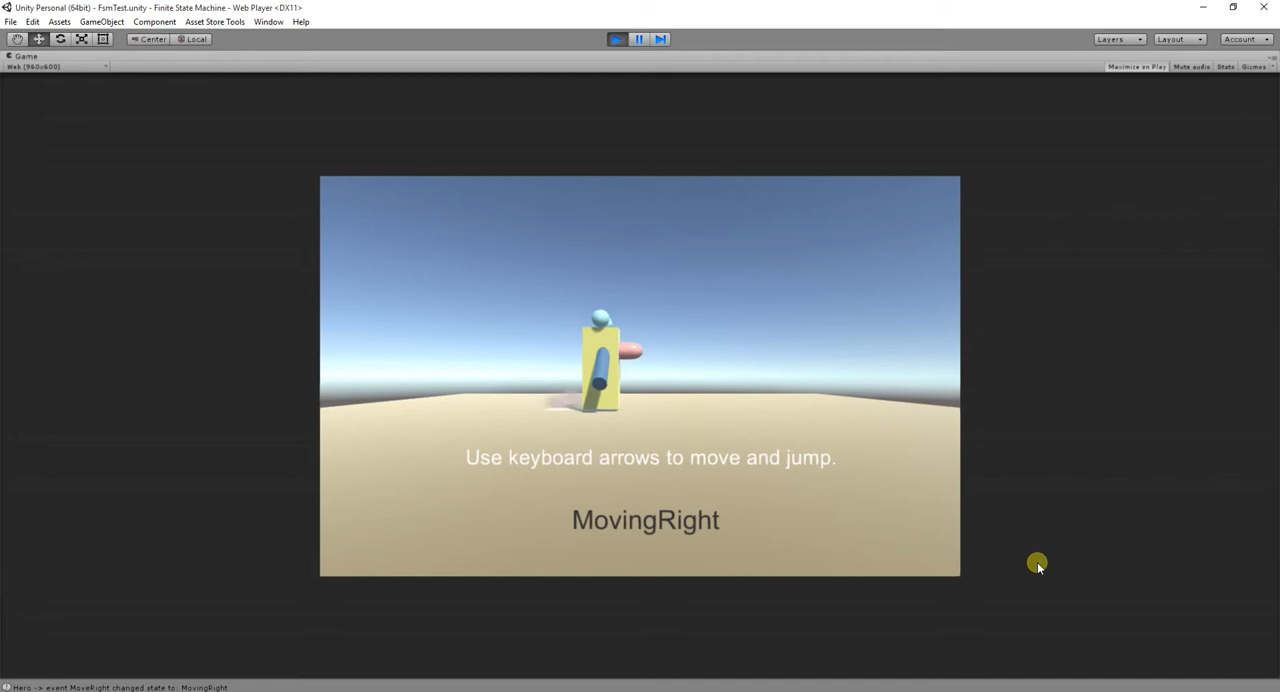 Unity Personal (64bit) - FsmTest.unity - Finite State Machine - Web Player <DX11>
File Edit Assets GameObject Component Asset Store Tools Window Help
Center Local Layers Layout Account
Game
Web (960x600) Maximize on Play Mute audio Stats Gizmos
Use keyboard arrows to move and jump.
MovingRight
Hero -> event MoveRight changed state to: MovingRight